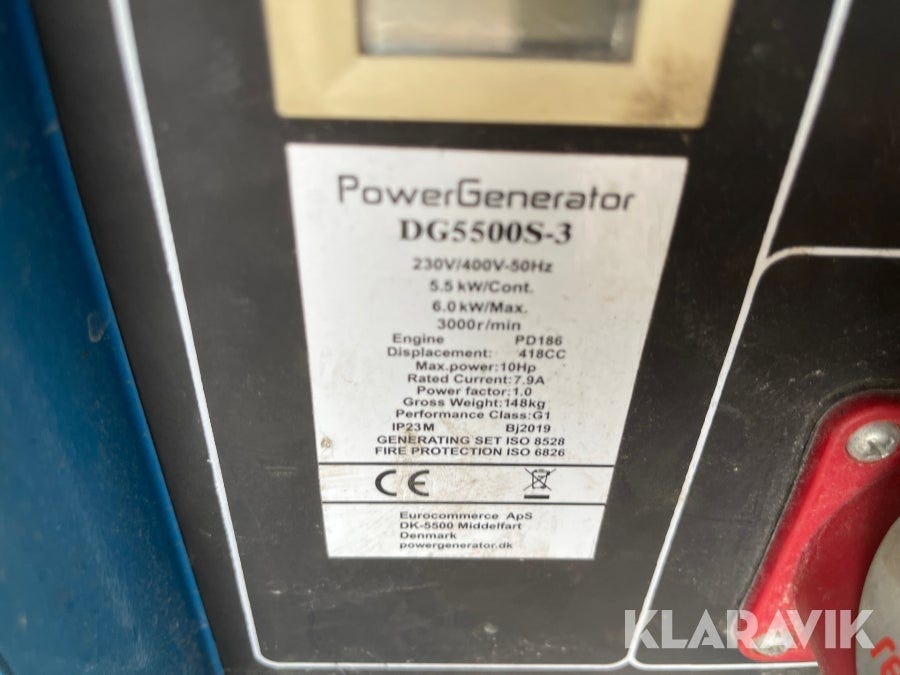 PowerGenerator
DG5500S-3
230V/400V-50Hz
5.5 kW/Cont.
6.0 kW/Max.
3000r/min
Engine PD186
Displacement: 418CC
Max.power:10Hp
Rated Current:7.9A
Power factor:1.0
Gross Weight:148kg
Performance Class:G1
IP23M Bj2019
GENERATING SET ISO 8528
FIRE PROTECTION ISO 6826
CE
Eurocommerce ApS
DK-5500 Middelfart
Denmark
powergenerator.dk
KLARAVIK